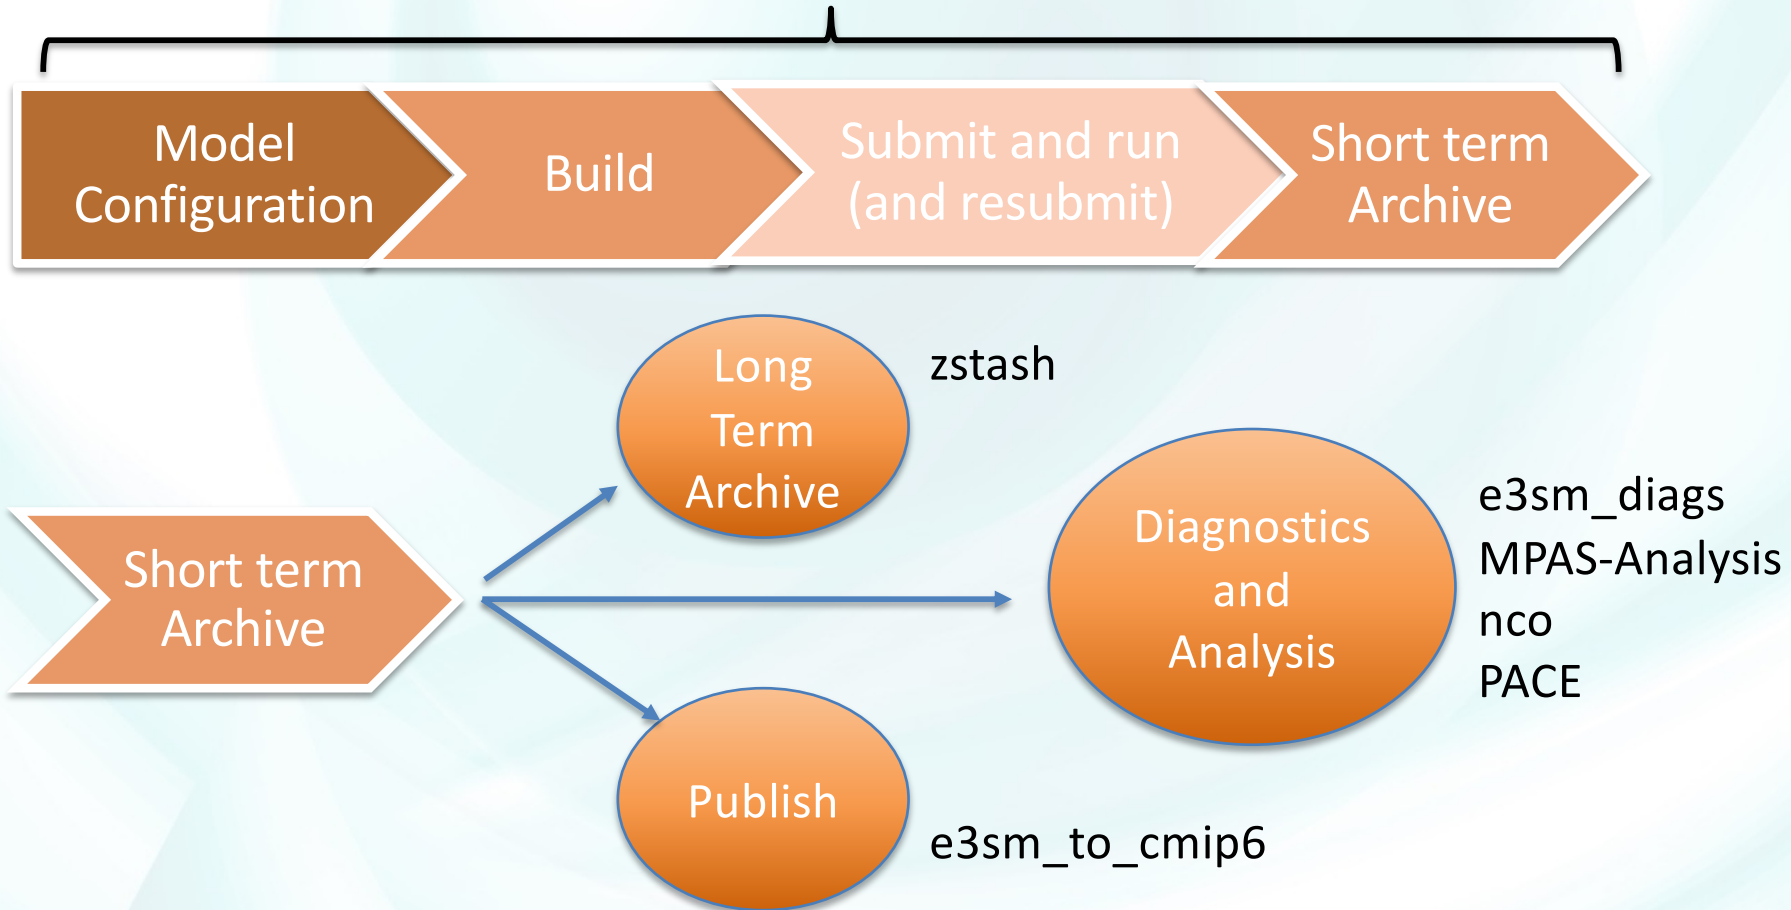 Model
Configuration
Build
Submit and run
(and resubmit)
Short term
Archive
Long
Term
Archive
zstash
Short term
Archive
Diagnostics
and
Analysis
e3sm_diags
MPAS-Analysis
nco
PACE
Publish
e3sm_to_cmip6